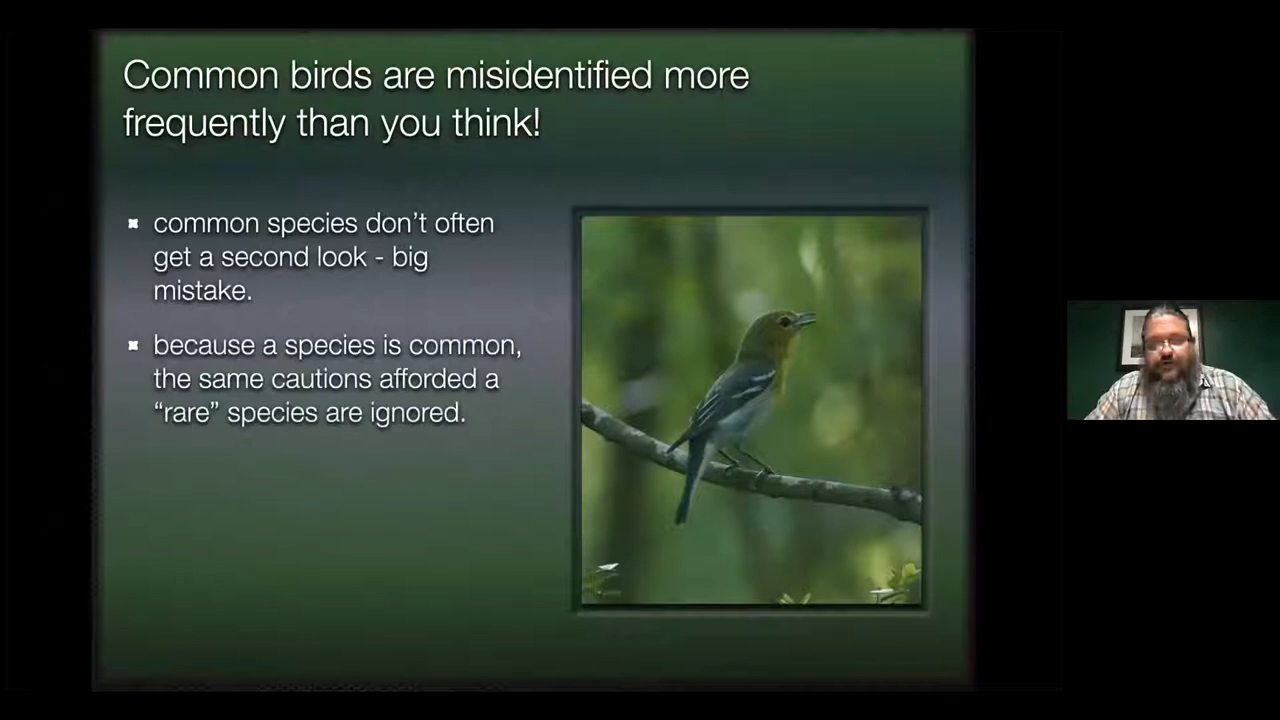 Common birds are misidentified more
frequently than you think!
common species don't often
get a second look - big
mistake.
because a species is common,
the same cautions afforded a
“rare” species are ignored.